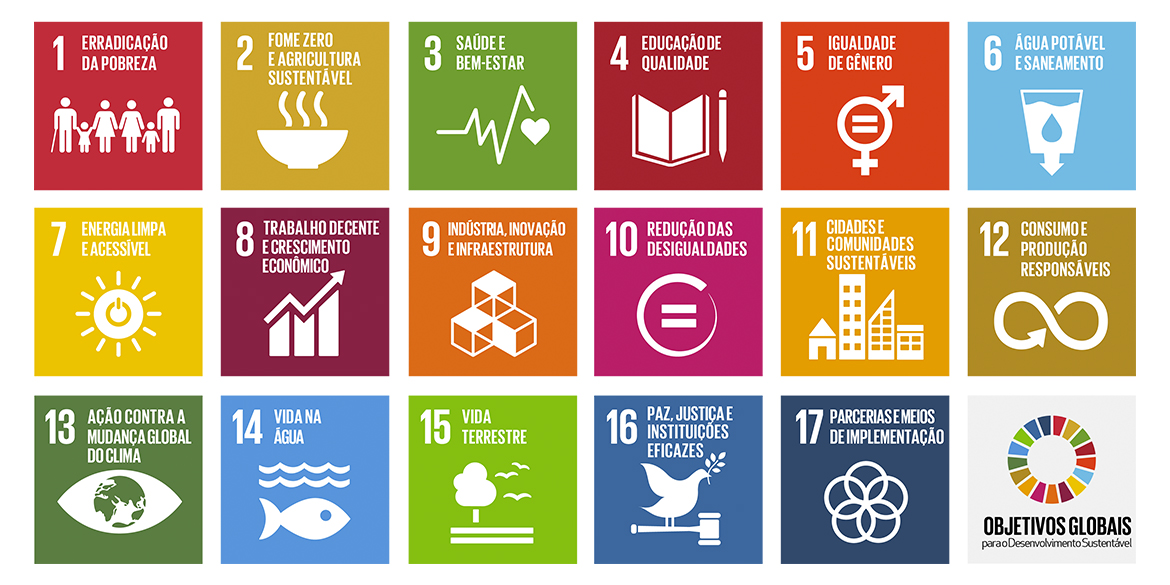 1 ERRADICAÇÃO
DA POBREZA
2 FOME ZERO
E AGRICULTURA
SUSTENTÁVEL
3 SAÚDE E
BEM-ESTAR
4 EDUCAÇÃO DE
QUALIDADE
5 IGUALDADE
DE GÊNERO
6 ÁGUA POTÁVEL
E SANEAMENTO
7 ENERGIA LIMPA
E ACESSÍVEL
8 TRABALHO DECENTE
E CRESCIMENTO
ECONÔMICO
9 INDÚSTRIA, INOVAÇÃO
E INFRAESTRUTURA
10 REDUÇÃO DAS
DESIGUALDADES
11 CIDADES E
COMUNIDADES
SUSTENTÁVEIS
12 CONSUMO E
PRODUÇÃO
RESPONSÁVEIS
13 AÇÃO CONTRA A
MUDANÇA GLOBAL
DO CLIMA
14 VIDA NA
ÁGUA
15 VIDA
TERRESTRE
16 PAZ, JUSTIÇA E
INSTITUIÇÕES
EFICAZES
17 PARCERIAS E MEIOS
DE IMPLEMENTAÇÃO
OBJETIVOS GLOBAIS
para o Desenvolvimento Sustentável